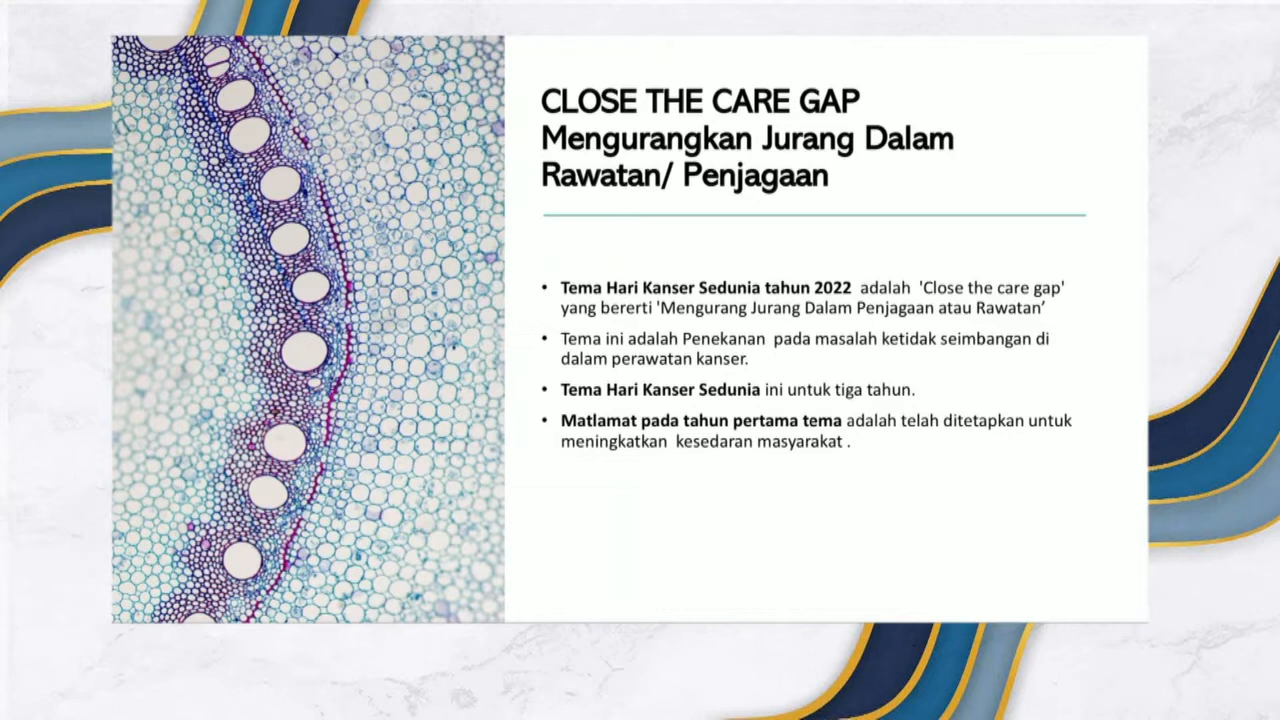 CLOSE THE CARE GAP
Mengurangkan Jurang Dalam
Rawatan/ Penjagaan
• Tema Hari Kanser Sedunia tahun 2022 adalah 'Close the care gap'
yang bererti 'Mengurang Jurang Dalam Penjagaan atau Rawatan’
• Tema ini adalah Penekanan pada masalah ketidak seimbangan di
dalam perawatan kanser.
• Tema Hari Kanser Sedunia ini untuk tiga tahun.
• Matlamat pada tahun pertama tema adalah telah ditetapkan untuk
meningkatkan kesedaran masyarakat .